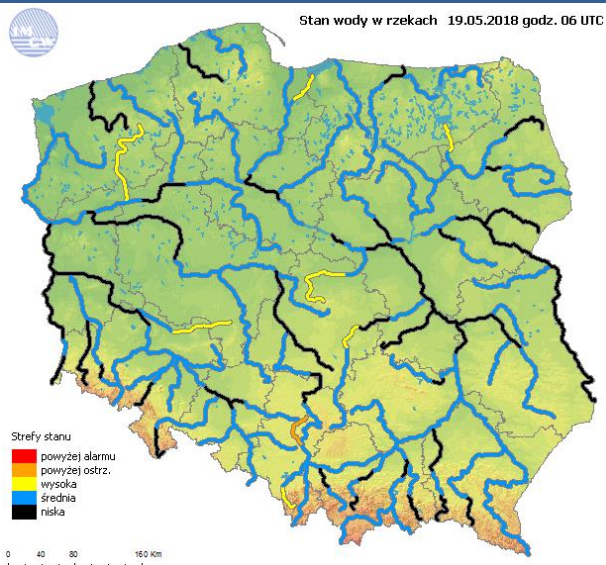 Stan wody w rzekach 19.05.2018 godz. 06 UTC
Strefy stanu
powyżej alarmu
powyżej ostrz.
wysoka
średnia
niska
0 40 80 160 Km